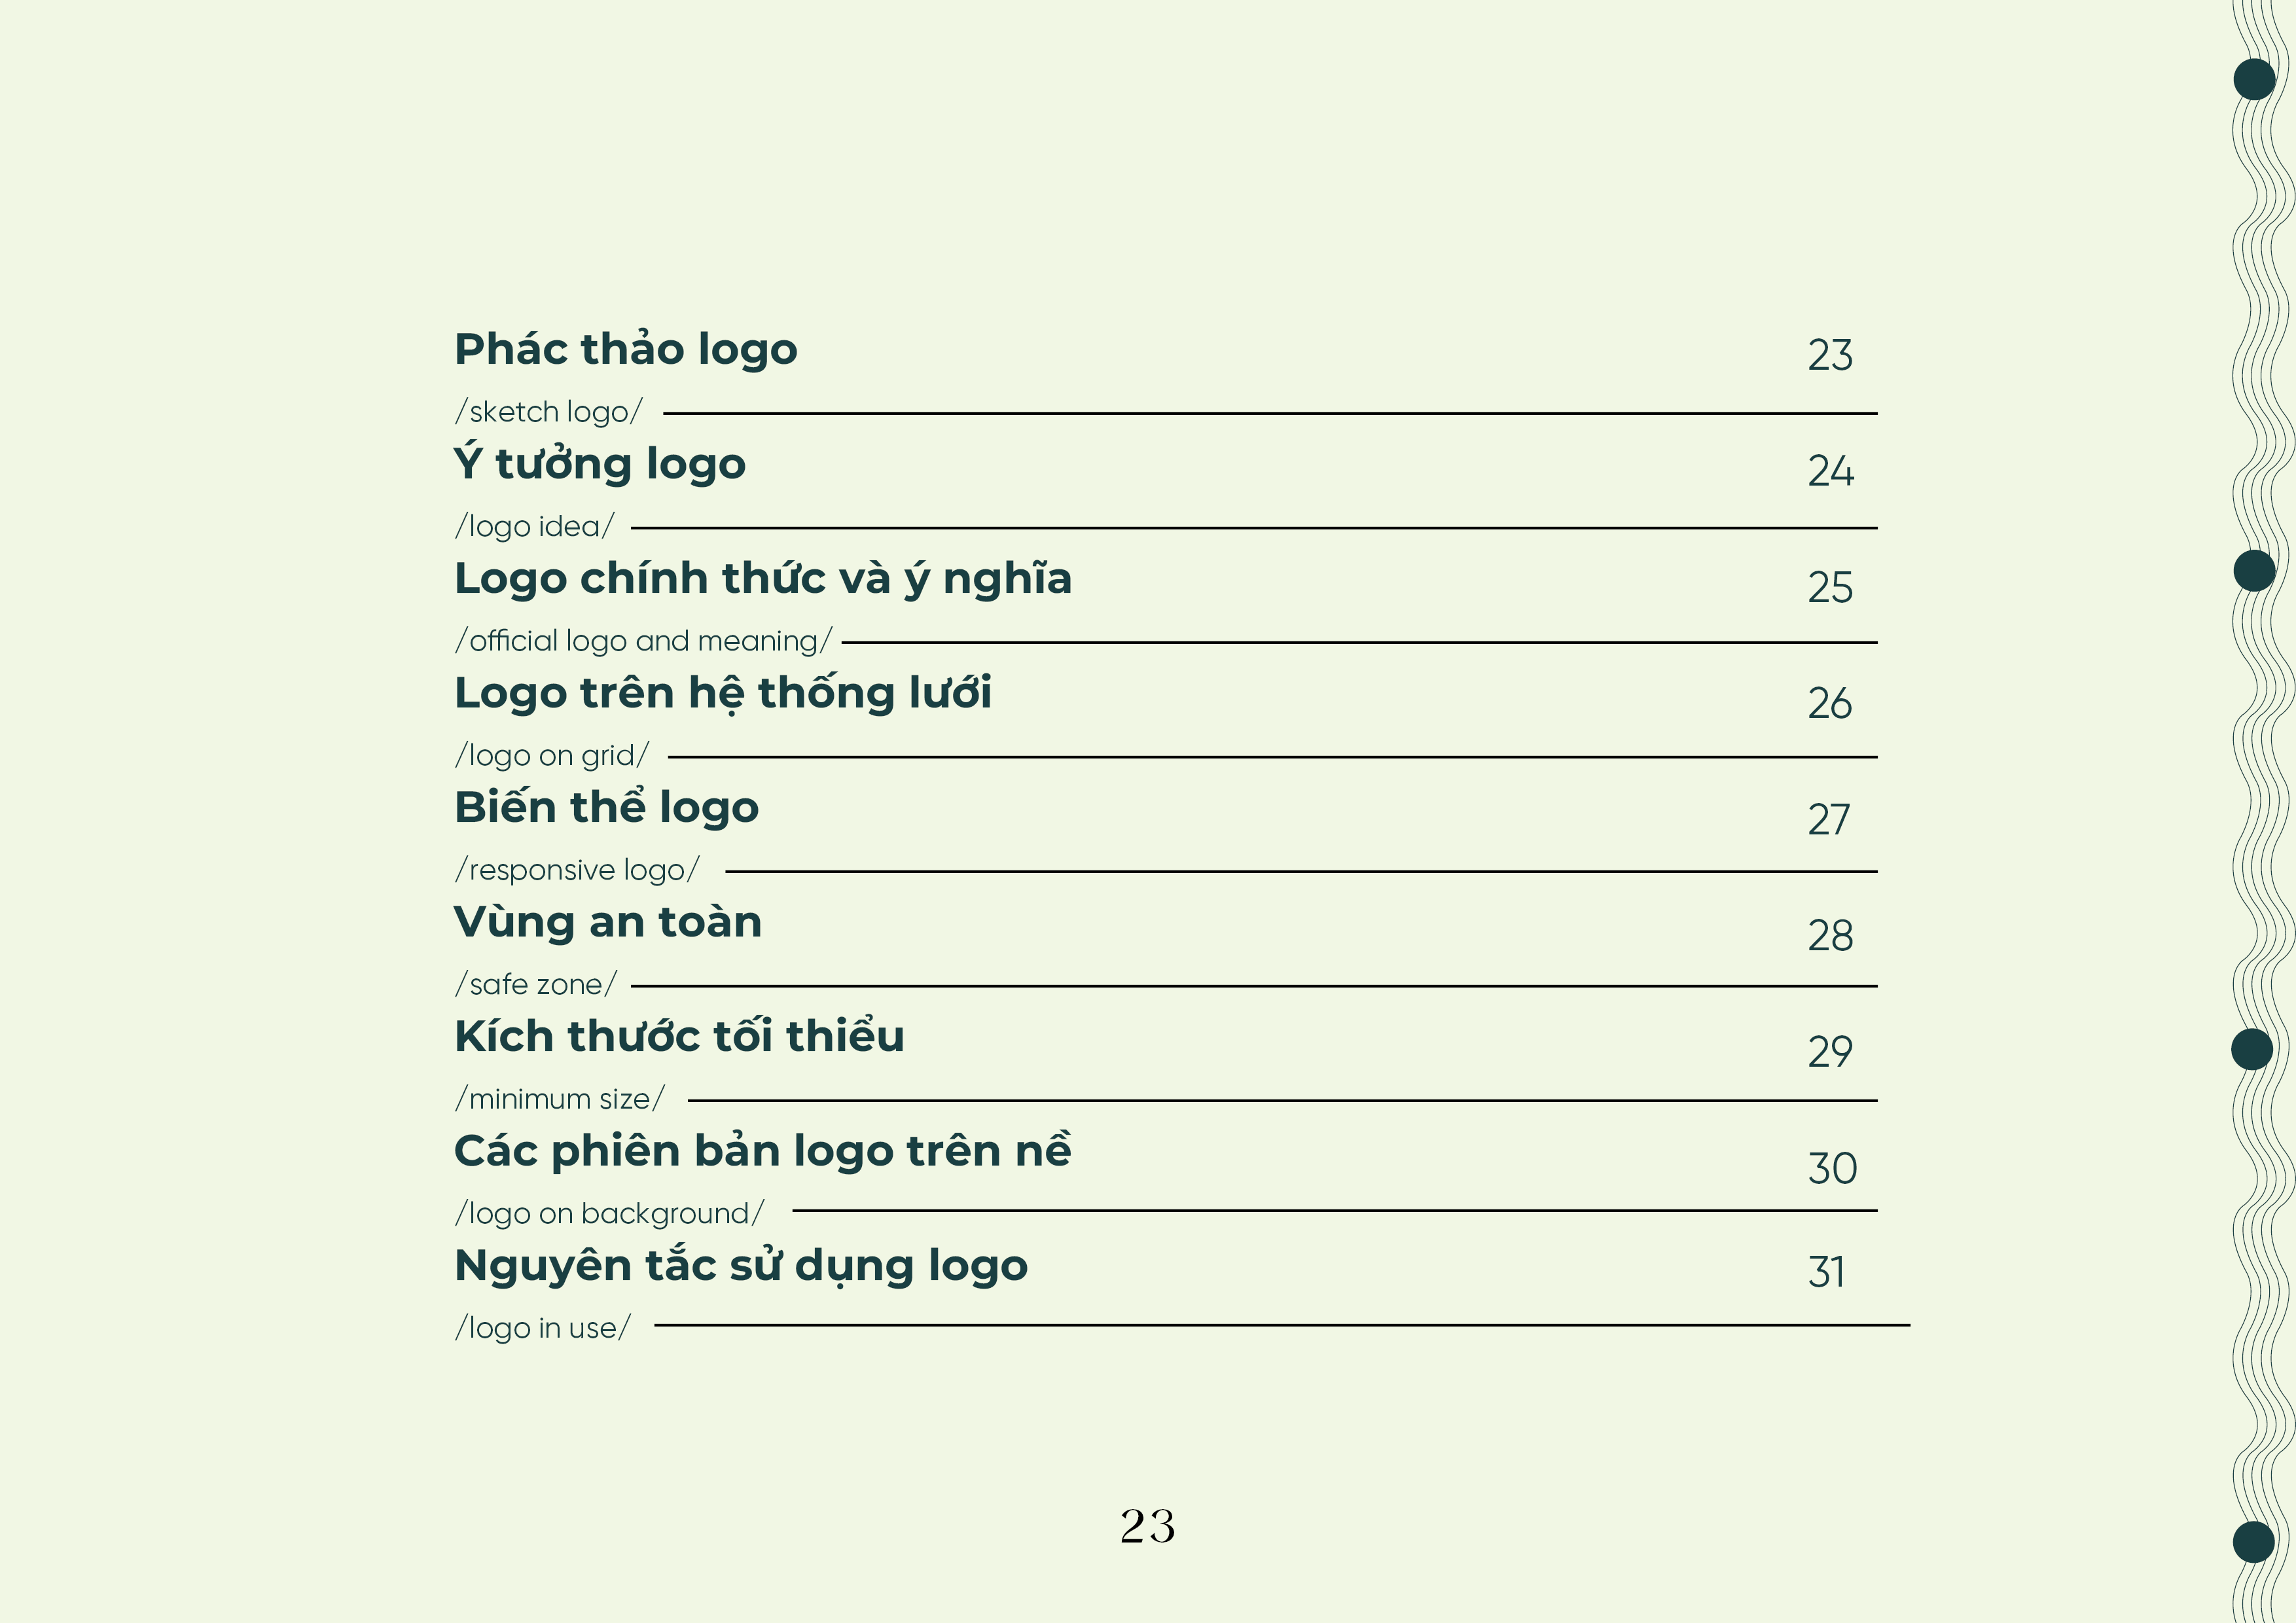 Phác thảo logo 23
/sketch logo/
Ý tưởng logo 24
/logo idea/
Logo chính thức và ý nghĩa 25
/official logo and meaning/
Logo trên hệ thống lưới 26
/logo on grid/
Biến thể logo 27
/responsive logo/
Vùng an toàn 28
/safe zone/
Kích thước tối thiểu 29
/minimum size/
Các phiên bản logo trên nề 30
/logo on background/
Nguyên tắc sử dụng logo 31
/logo in use/
23